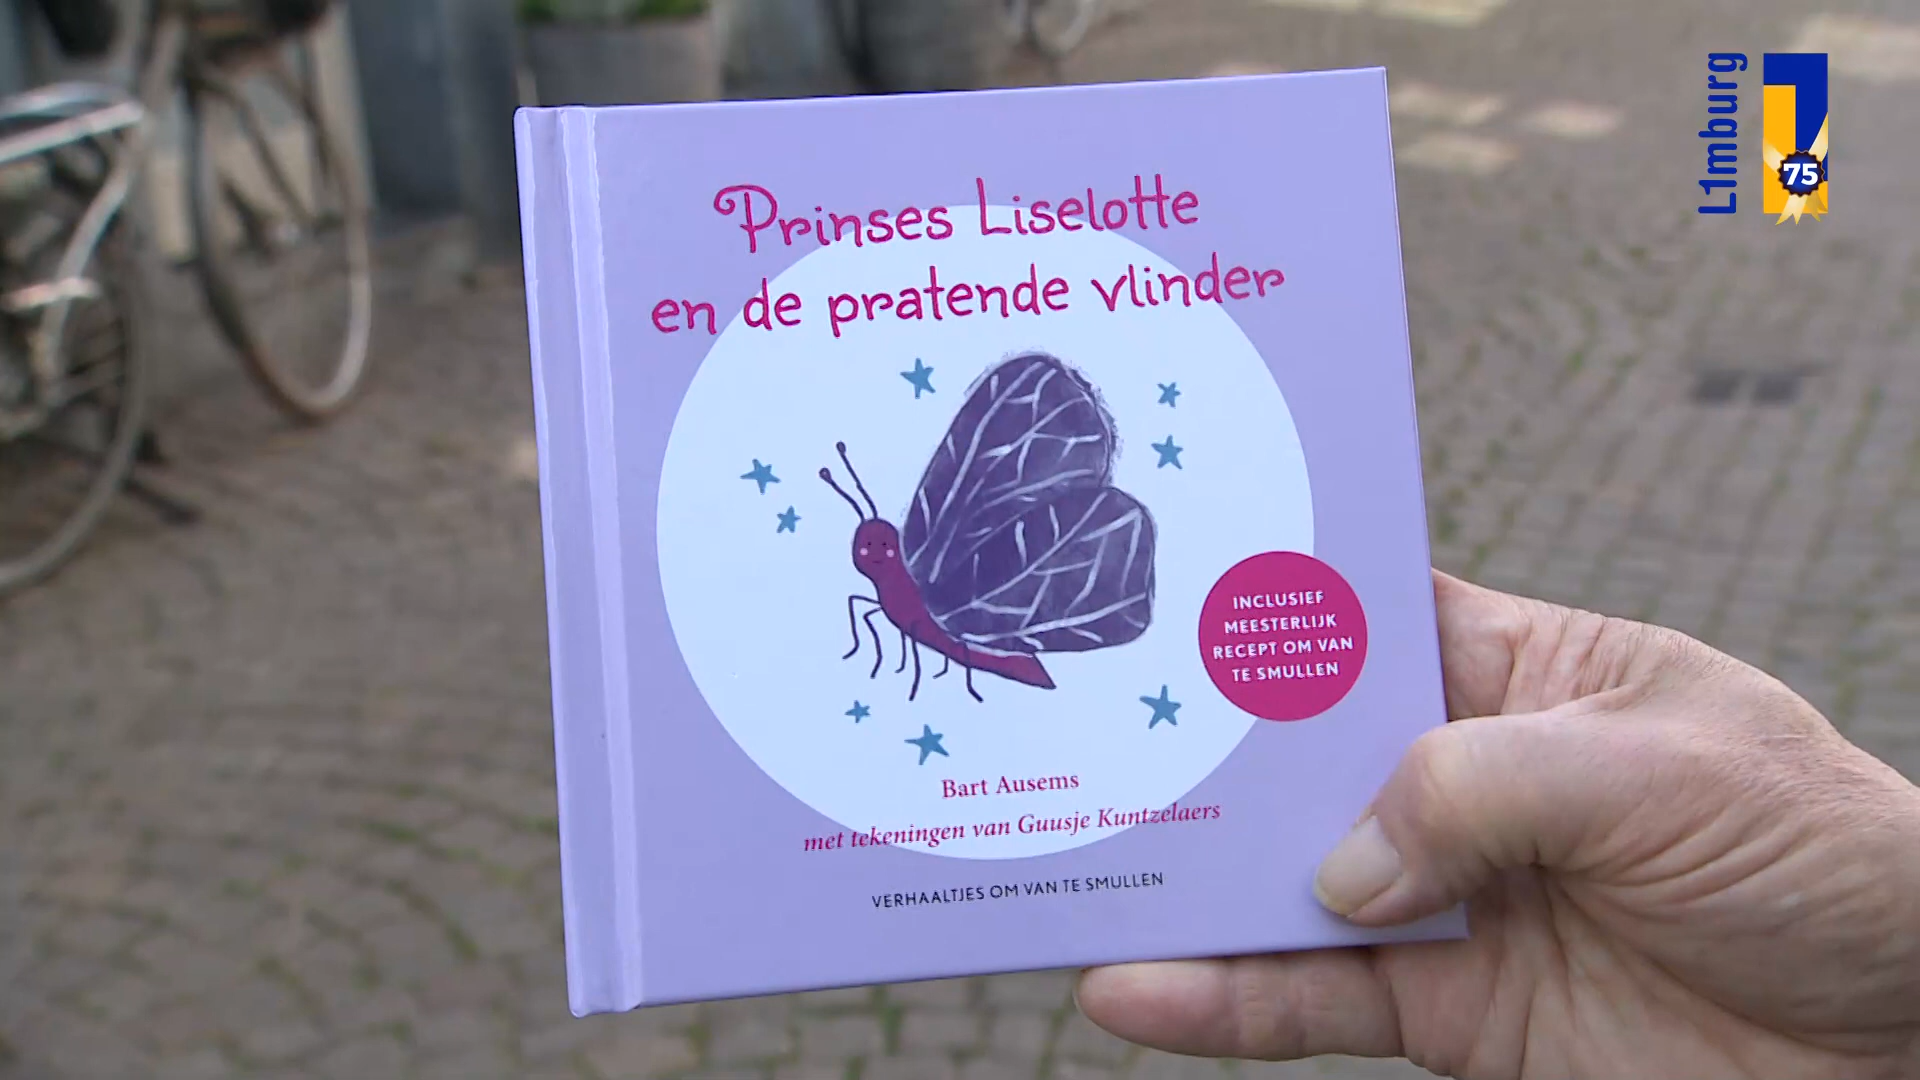 Prinses Liselotte
en de pratende vlinder
INCLUSIEF
MEESTERLIJK
RECEPT OM VAN
TE SMULLEN
Bart Ausems
met tekeningen van Guusje Kuntzelaers
VERHAALTJES OM VAN TE SMULLEN
L1mburg
75